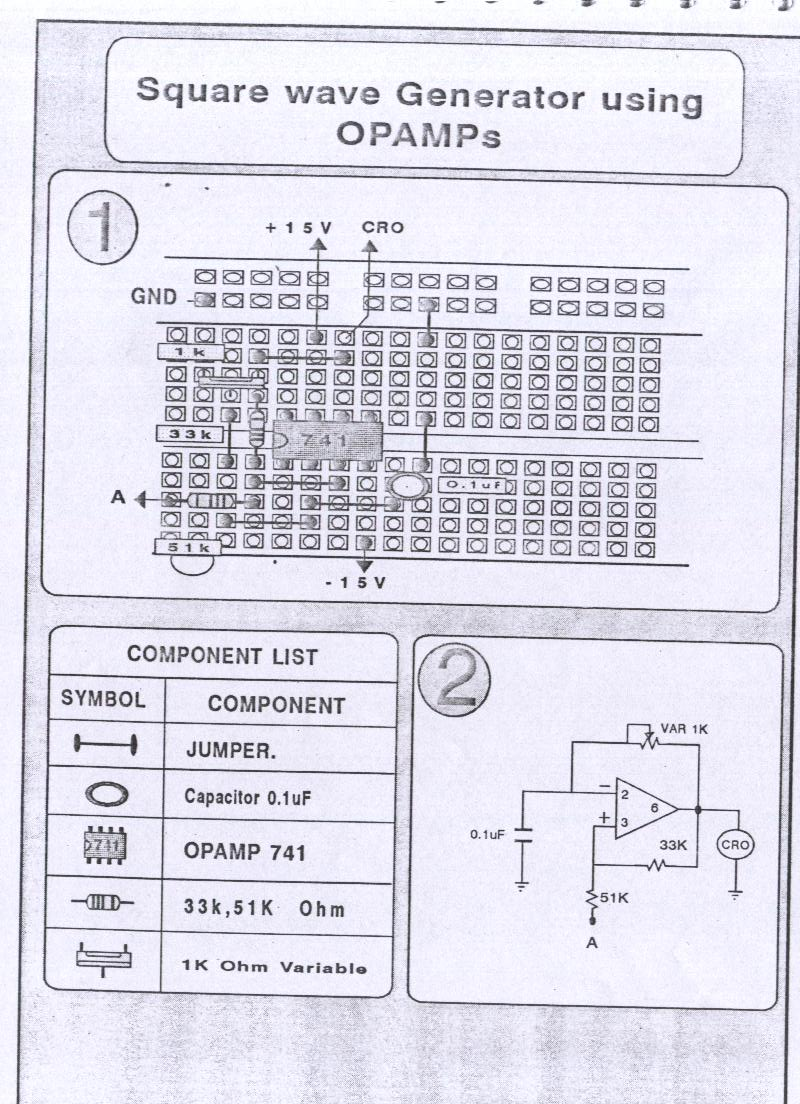 Square wave Generator using
OPAMPs
1
+15V CRO
GND
1k
33k
741
0.1uF
A
51k
-15V
COMPONENT LIST
SYMBOL COMPONENT
JUMPER.
Capacitor 0.1uF
741 OPAMP 741
33k,51K Ohm
1K Ohm Variable
2
VAR 1K
−
2
6
+
3
0.1uF
33K
CRO
51K
A